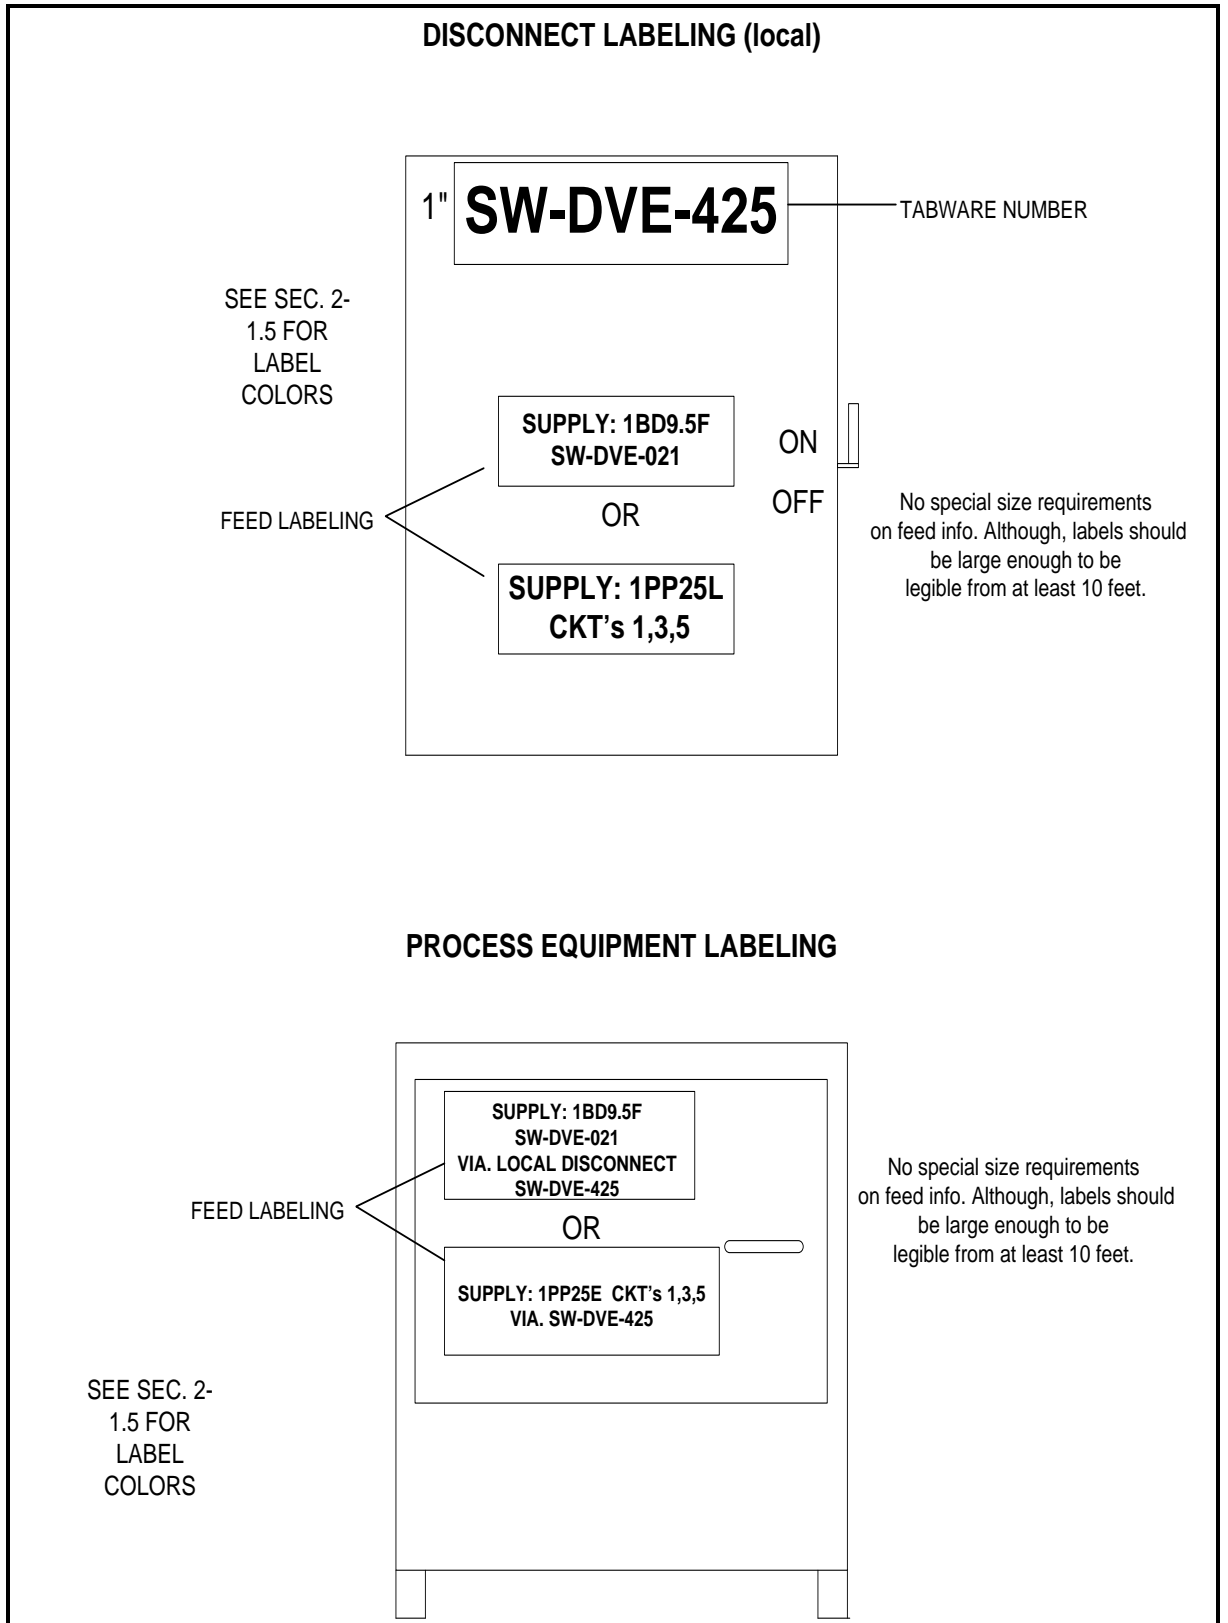 DISCONNECT LABELING (local)
1"
SW-DVE-425
TABWARE NUMBER
SEE SEC. 2-
1.5 FOR
LABEL
COLORS
SUPPLY: 1BD9.5F
SW-DVE-021
ON
OFF
FEED LABELING
OR
No special size requirements
on feed info. Although, labels should
be large enough to be
legible from at least 10 feet.
SUPPLY: 1PP25L
CKT's 1,3,5
PROCESS EQUIPMENT LABELING
SUPPLY: 1BD9.5F
SW-DVE-021
VIA. LOCAL DISCONNECT
SW-DVE-425
FEED LABELING
OR
No special size requirements
on feed info. Although, labels should
be large enough to be
legible from at least 10 feet.
SUPPLY: 1PP25E  CKT's 1,3,5
VIA. SW-DVE-425
SEE SEC. 2-
1.5 FOR
LABEL
COLORS